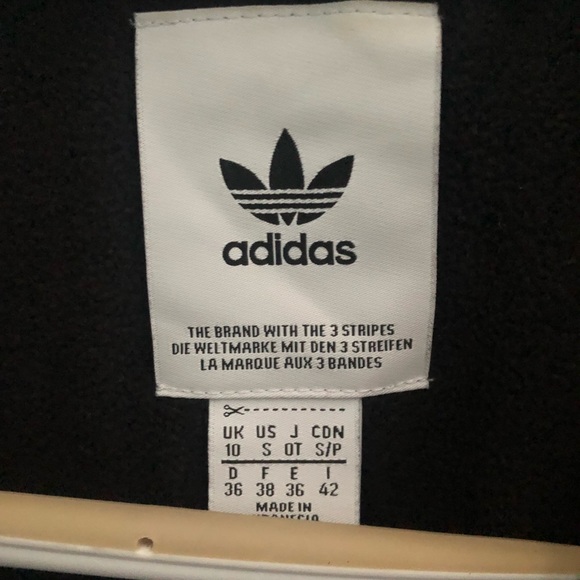 adidas
THE BRAND WITH THE 3 STRIPES
DIE WELTMARKE MIT DEN 3 STREIFEN
LA MARQUE AUX 3 BANDES
UK US J CDN
10 S OT S/P
D F E I
36 38 36 42
MADE IN